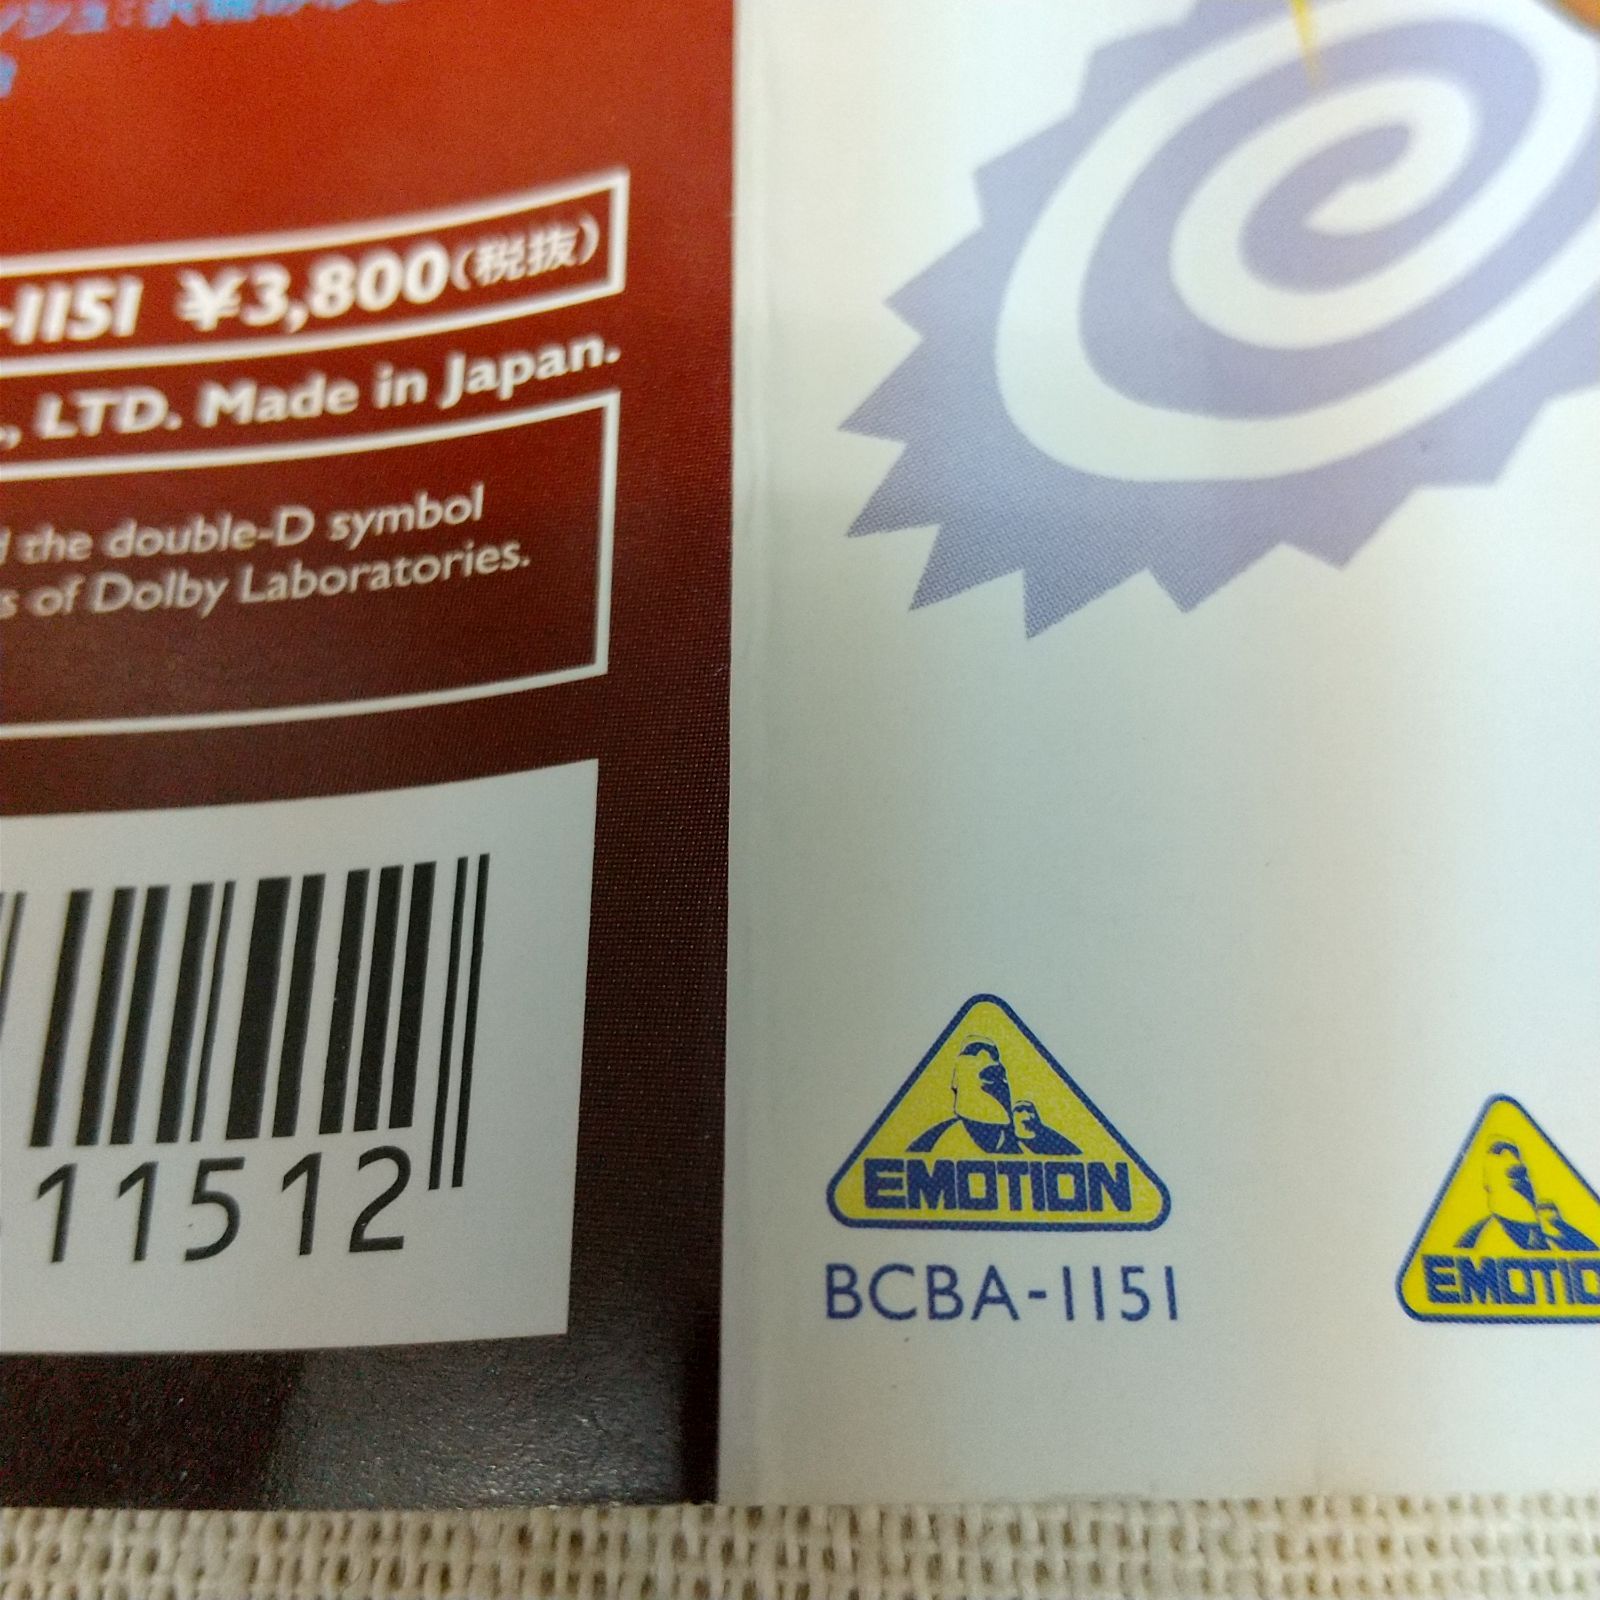 -1151 ¥3,800(税抜)
., LTD. Made in Japan.
the double-D symbol
s of Dolby Laboratories.
11512
EMOTION
BCBA-1151
EMOTIO